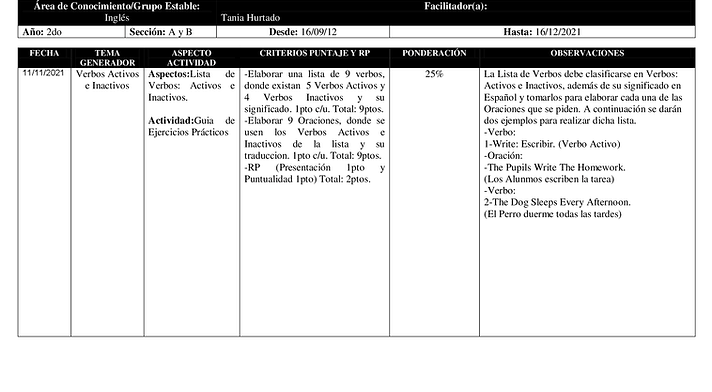 Área de Conocimiento/Grupo Estable:
Facilitador(a):
Inglés
Tania Hurtado
Año: 2do
Sección: A y B
Desde: 16/09/12
Hasta: 16/12/2021
FECHA
TEMA
GENERADOR
ASPECTO
ACTIVIDAD
CRITERIOS PUNTAJE Y RP
PONDERACIÓN
OBSERVACIONES
11/11/2021
Verbos Activos
e Inactivos
Aspectos:Lista de
Verbos: Activos e
Inactivos.
Actividad:Guia de
Ejercicios Prácticos
-Elaborar una lista de 9 verbos,
donde existan 5 Verbos Activos y
4 Verbos Inactivos y su
significado. 1pto c/u. Total: 9ptos.
-Elaborar 9 Oraciones, donde se
usen los Verbos Activos e
Inactivos de la lista y su
traduccion. 1pto c/u. Total: 9ptos.
-RP (Presentación 1pto y
Puntualidad 1pto) Total: 2ptos.
25%
La Lista de Verbos debe clasificarse en Verbos:
Activos e Inactivos, además de su significado en
Español y tomarlos para elaborar cada una de las
Oraciones que se piden. A continuación se darán
dos ejemplos para realizar dicha lista.
-Verbo:
1-Write: Escribir. (Verbo Activo)
-Oración:
-The Pupils Write The Homework.
(Los Alunmos escriben la tarea)
-Verbo:
2-The Dog Sleeps Every Afternoon.
(El Perro duerme todas las tardes)